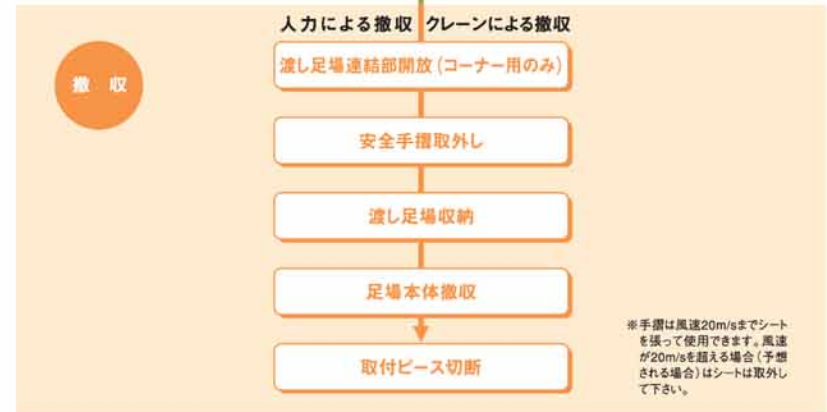 人力による撤収 クレーンによる撤収
撤 収
渡し足場連結部開放(コーナー用のみ)
安全手摺取外し
渡し足場収納
足場本体撤収
取付ピース切断
※手摺は風速20m/sまでシート
を張って使用できます。風速
が20m/sを超える場合(予想
される場合)はシートは取外し
て下さい。